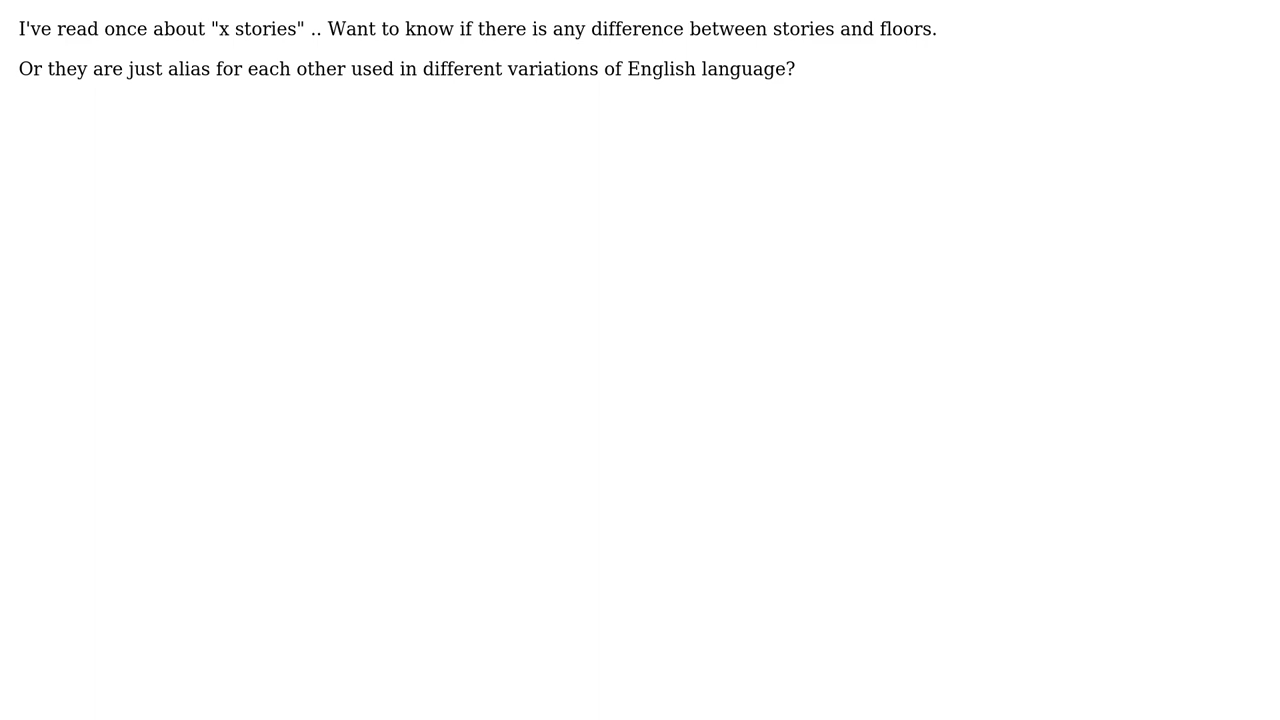 I've read once about "x stories" .. Want to know if there is any difference between stories and floors.
Or they are just alias for each other used in different variations of English language?